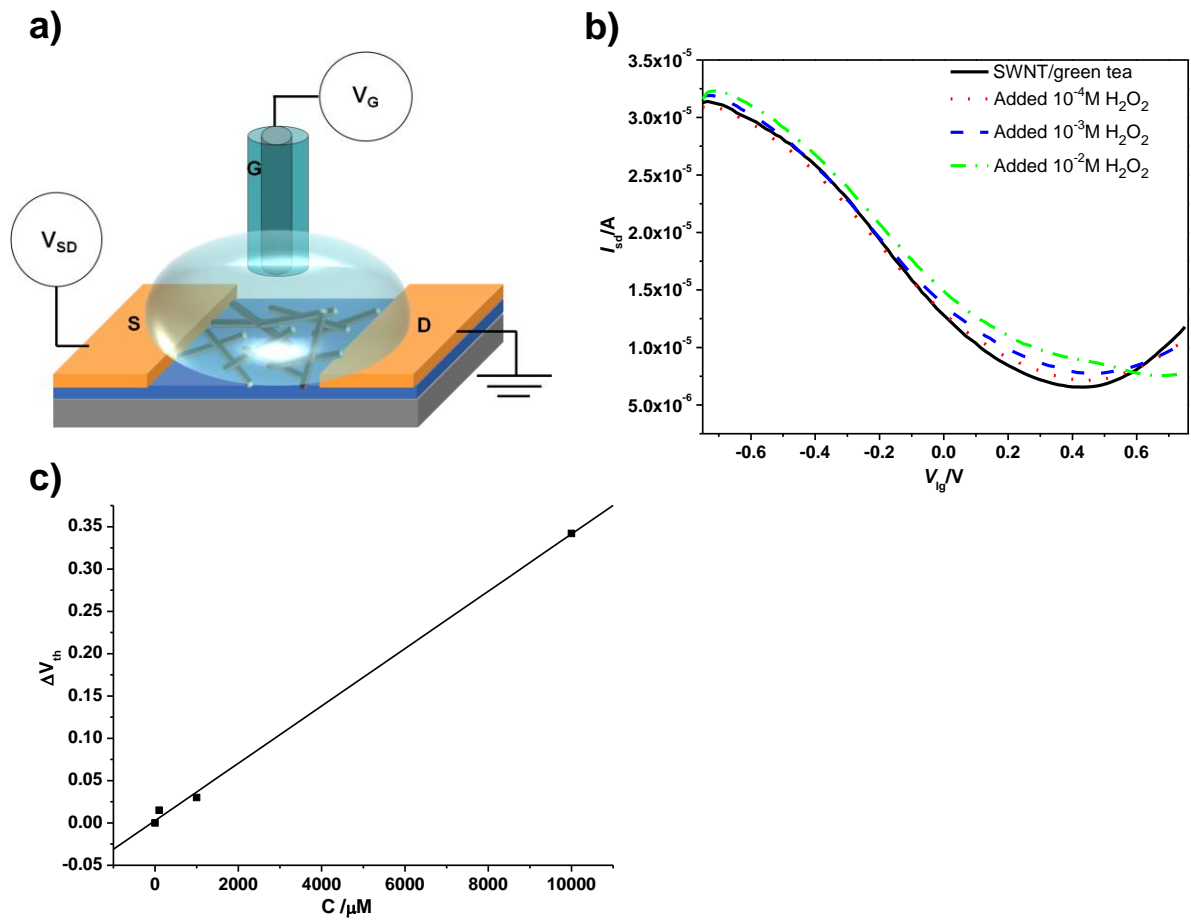 a)
V_G
G
V_SD
S
D
b)
3.5x10^-5
3.5x10^-5
2.5x10^-5
2.5x10^-5
1.5x10^-5
1.0x10^-5
5.0x10^-6
I_sd/A
SWNT/green tea
Added 10^-4M H2O2
Added 10^-3M H2O2
Added 10^-2M H2O2
-0.6 -0.4 -0.2 0.0 0.2 0.4 0.6
V_lg/V
c)
0.35
0.30
0.25
0.20
0.15
0.10
0.05
0.00
-0.05
ΔV_th
0 2000 4000 6000 8000 10000
C /μM